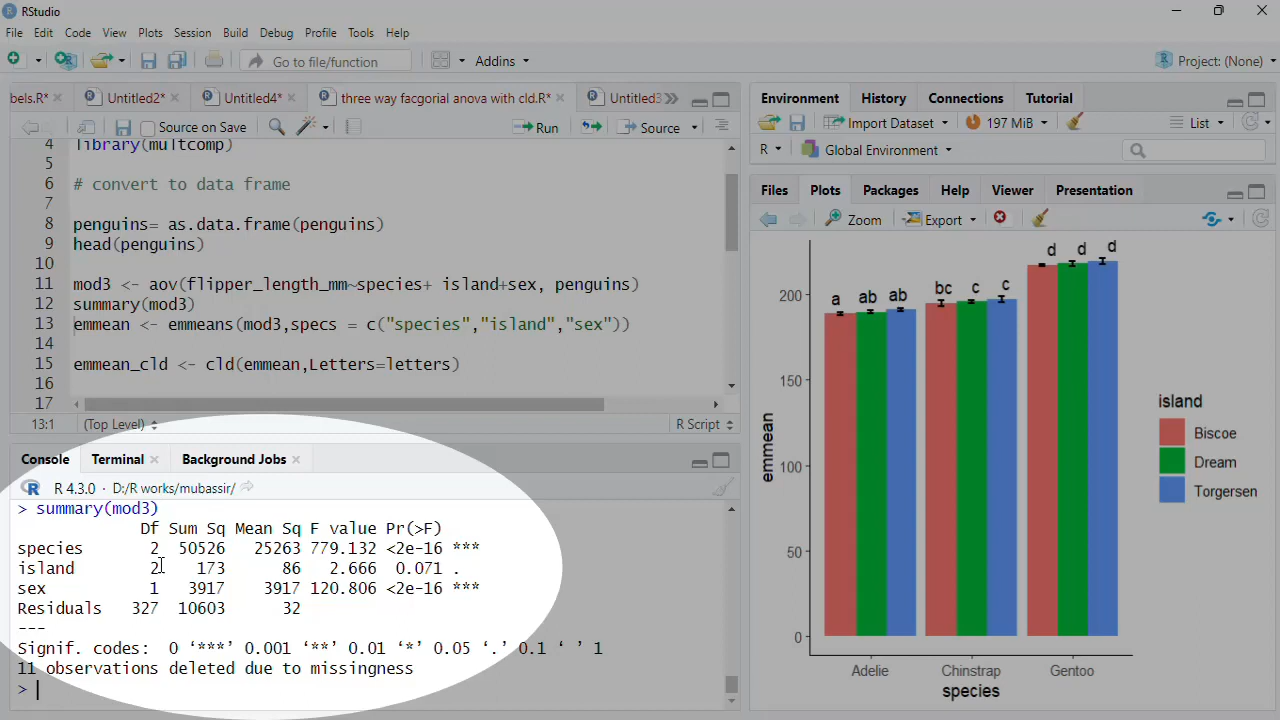 RStudio
File Edit Code View Plots Session Build Debug Profile Tools Help
Go to file/function Addins Project: (None)
bels.R* Untitled2* Untitled4* three way facgorial anova with cld.R* Untitled3
Source on Save Run Source
4 library(multcomp)
5
6 # convert to data frame
7
8 penguins= as.data.frame(penguins)
9 head(penguins)
10
11 mod3 <- aov(flipper_length_mm~species+ island+sex, penguins)
12 summary(mod3)
13 emmean <- emmeans(mod3,specs = c("species","island","sex"))
14
15 emmean_cld <- cld(emmean,Letters=letters)
16
17
13:1 (Top Level) R Script
Console Terminal Background Jobs
R 4.3.0 · D:/R works/mubassir/
> summary(mod3)
Df Sum Sq Mean Sq F value Pr(>F)
species 2 50526 25263 779.132 <2e-16 ***
island 2 173 86 2.666 0.071 .
sex 1 3917 3917 120.806 <2e-16 ***
Residuals 327 10603 32
---
Signif. codes: 0 ‘***’ 0.001 ‘**’ 0.01 ‘*’ 0.05 ‘.’ 0.1 ‘ ’ 1
11 observations deleted due to missingness
>
Environment History Connections Tutorial
Import Dataset 197 MiB List
R Global Environment
Files Plots Packages Help Viewer Presentation
Zoom Export
a ab ab bc c c d d d
200
150
100
50
0
emmean
Adelie Chinstrap Gentoo
species
island
Biscoe
Dream
Torgersen